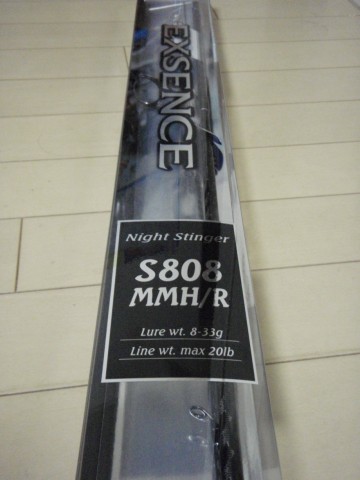 EXSENCE
Night Stinger
S808
MMH/R
Lure wt. 8-33g
Line wt. max 20lb